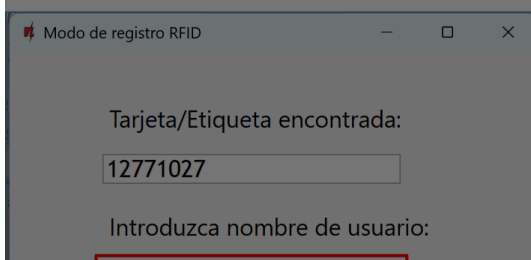 Modo de registro RFID
Tarjeta/Etiqueta encontrada:
12771027
Introduzca nombre de usuario: